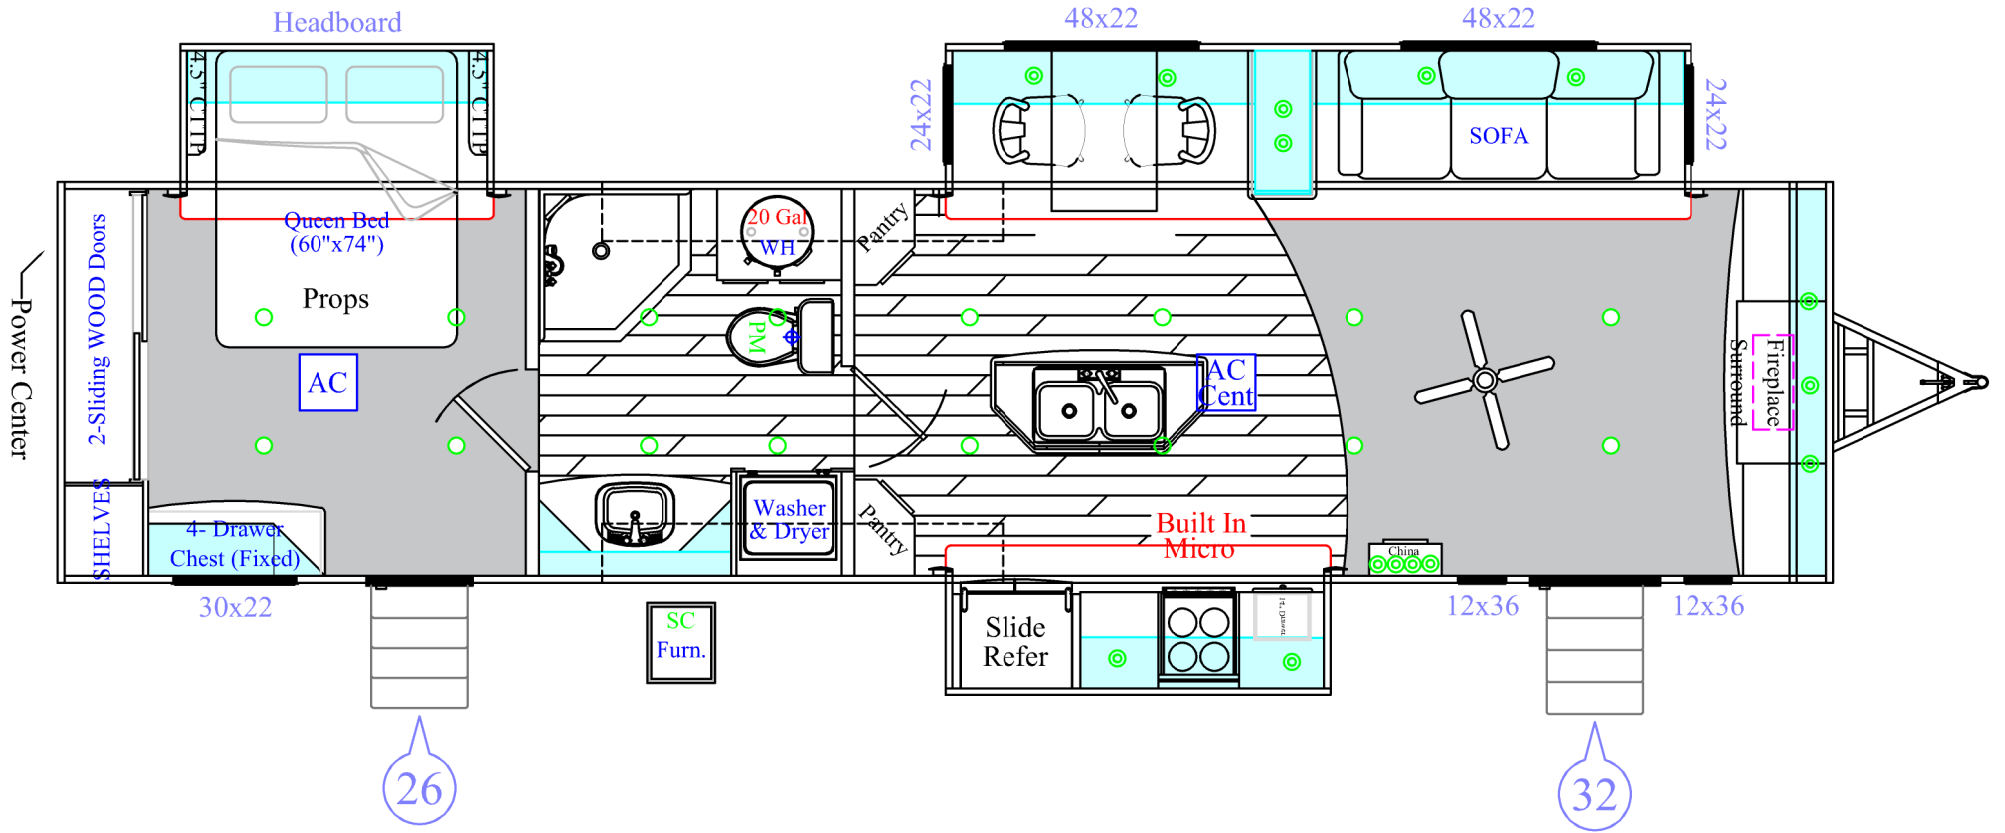 Headboard
48x22
48x22
4.5" CTTP
4.5" CTTP
24x22
24x22
SOFA
Power Center
2-Sliding WOOD Doors
SHELVES
Queen Bed
(60"x74")
Props
AC
20 Gal
WH
PM
Pantry
AC
Cent
Fireplace
Surround
4- Drawer
Chest (Fixed)
Washer
& Dryer
Pantry
Built In
Micro
China
30x22
SC
Furn.
Slide
Refer
12x36
12x36
26
32